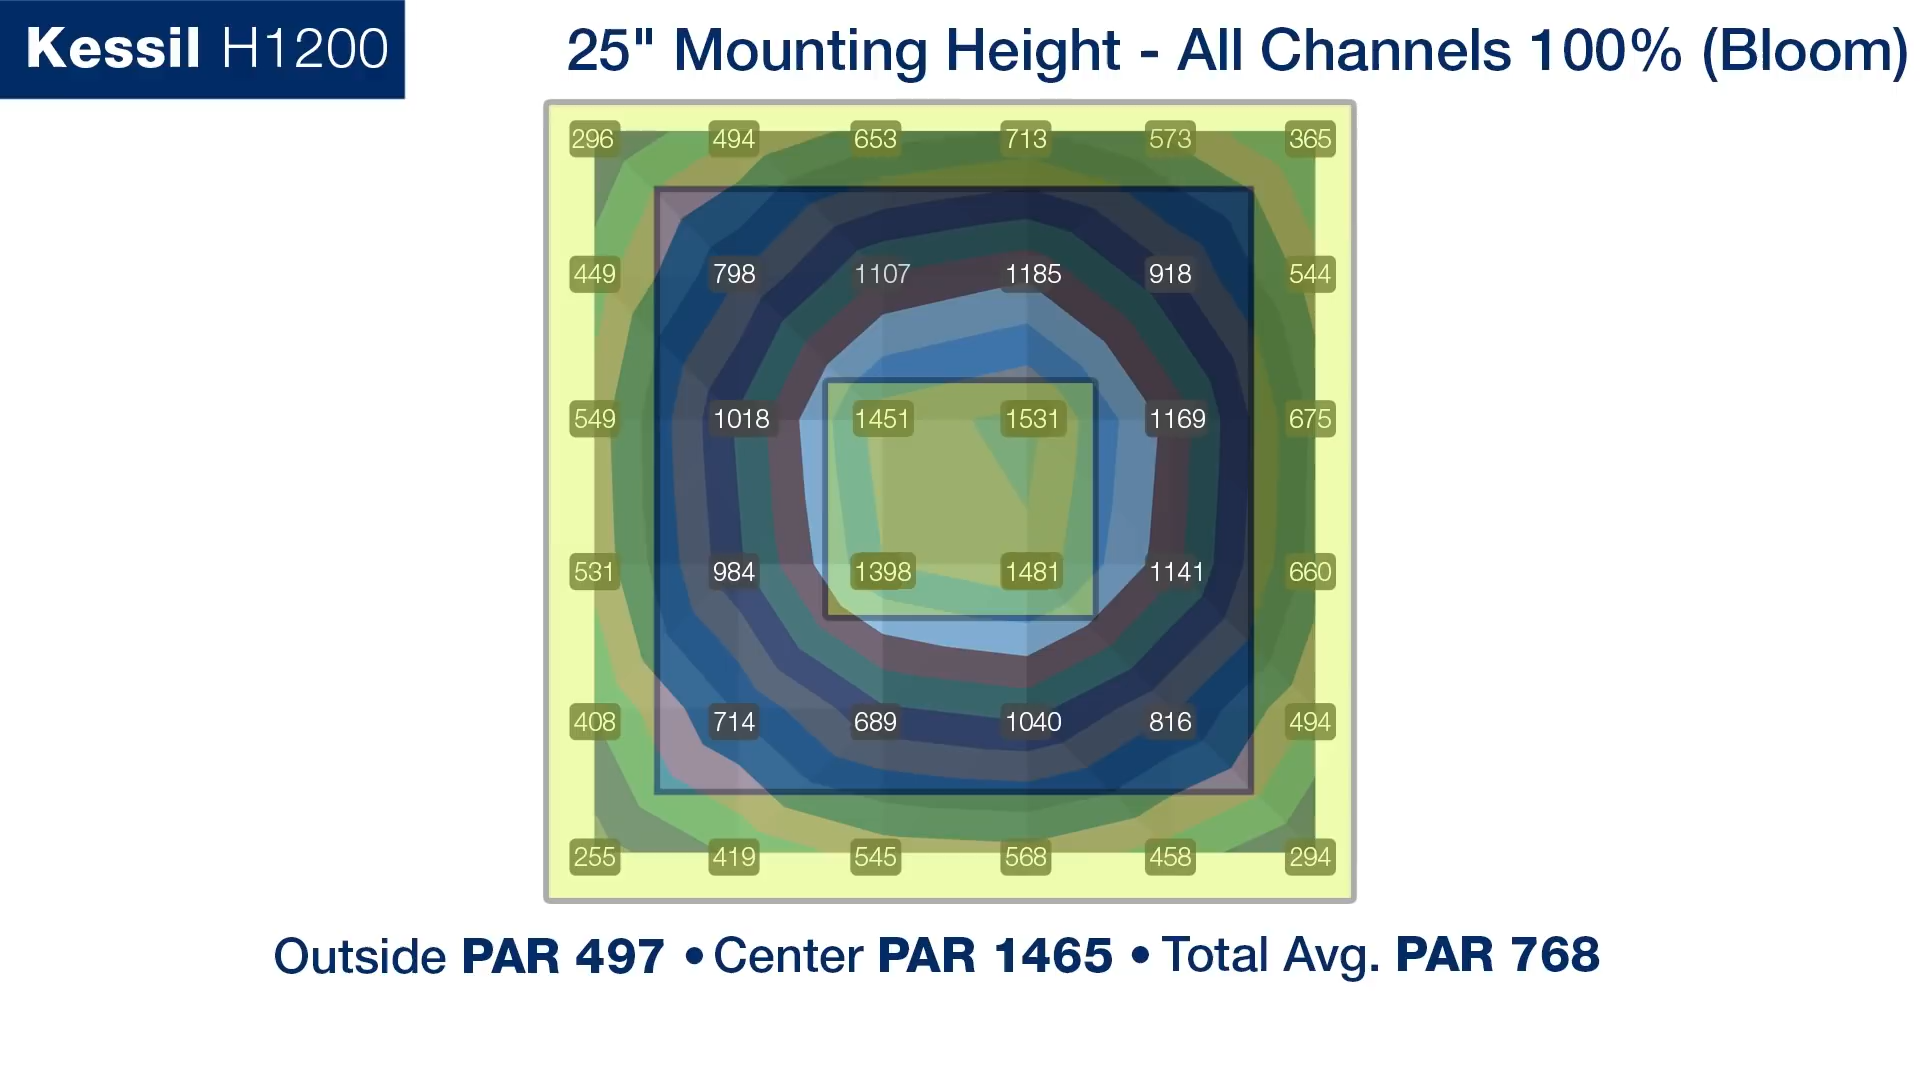 Kessil H1200
25" Mounting Height - All Channels 100% (Bloom)
296 494 653 713 573 365
449 798 1107 1185 918 544
549 1018 1451 1531 1169 675
531 984 1398 1481 1141 660
408 714 689 1040 816 494
255 419 545 568 458 294
Outside PAR 497 • Center PAR 1465 • Total Avg. PAR 768